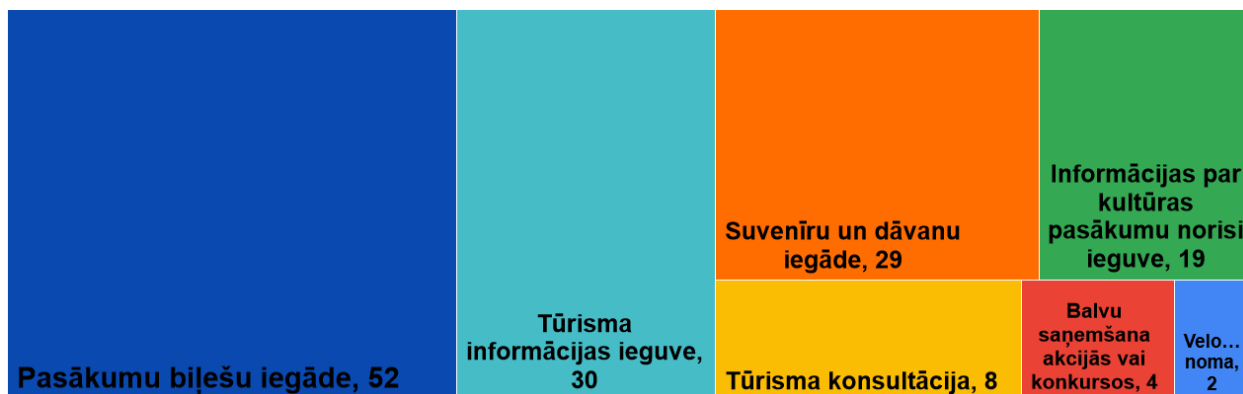 Pasākumu biļešu iegāde, 52
Tūrisma
informācijas ieguve,
30
Suvenīru un dāvanu
iegāde, 29
Informācijas par
kultūras
pasākumu norisi
ieguve, 19
Tūrisma konsultācija, 8
Balvu
saņemšana
akcijās vai
konkursos, 4
Velo…
noma,
2